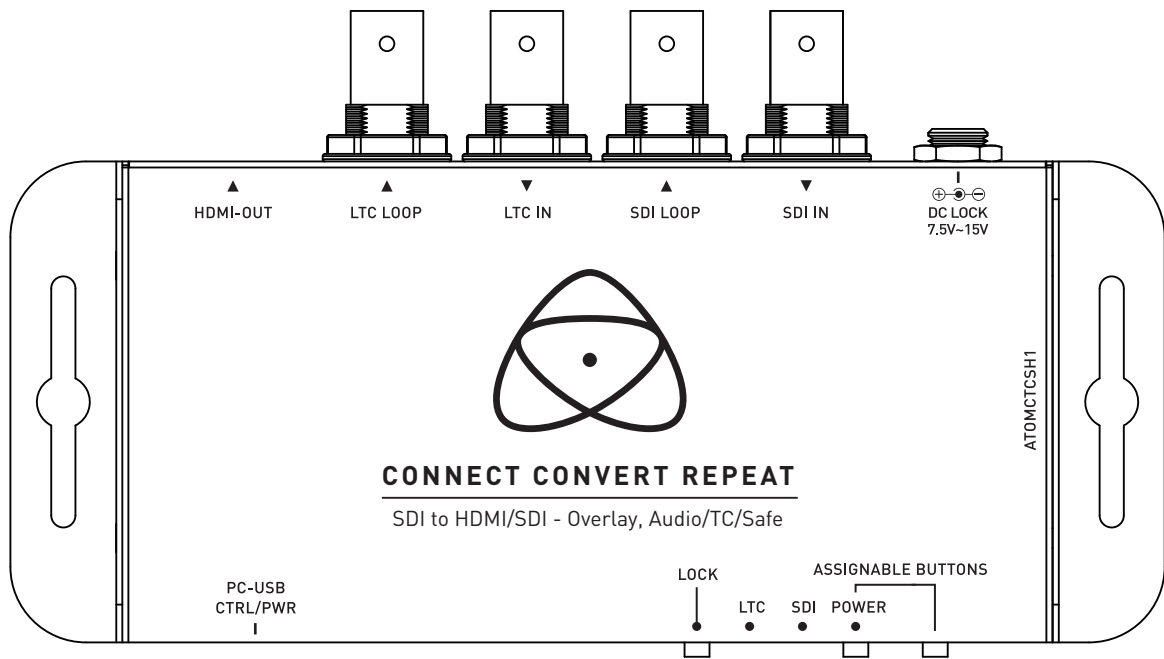 HDMI-OUT
LTC LOOP
LTC IN
SDI LOOP
SDI IN
DC LOCK
7.5V~15V
ATOMCTCSH1
CONNECT CONVERT REPEAT
SDI to HDMI/SDI - Overlay, Audio/TC/Safe
PC-USB
CTRL/PWR
LOCK
LTC
SDI
POWER
ASSIGNABLE BUTTONS